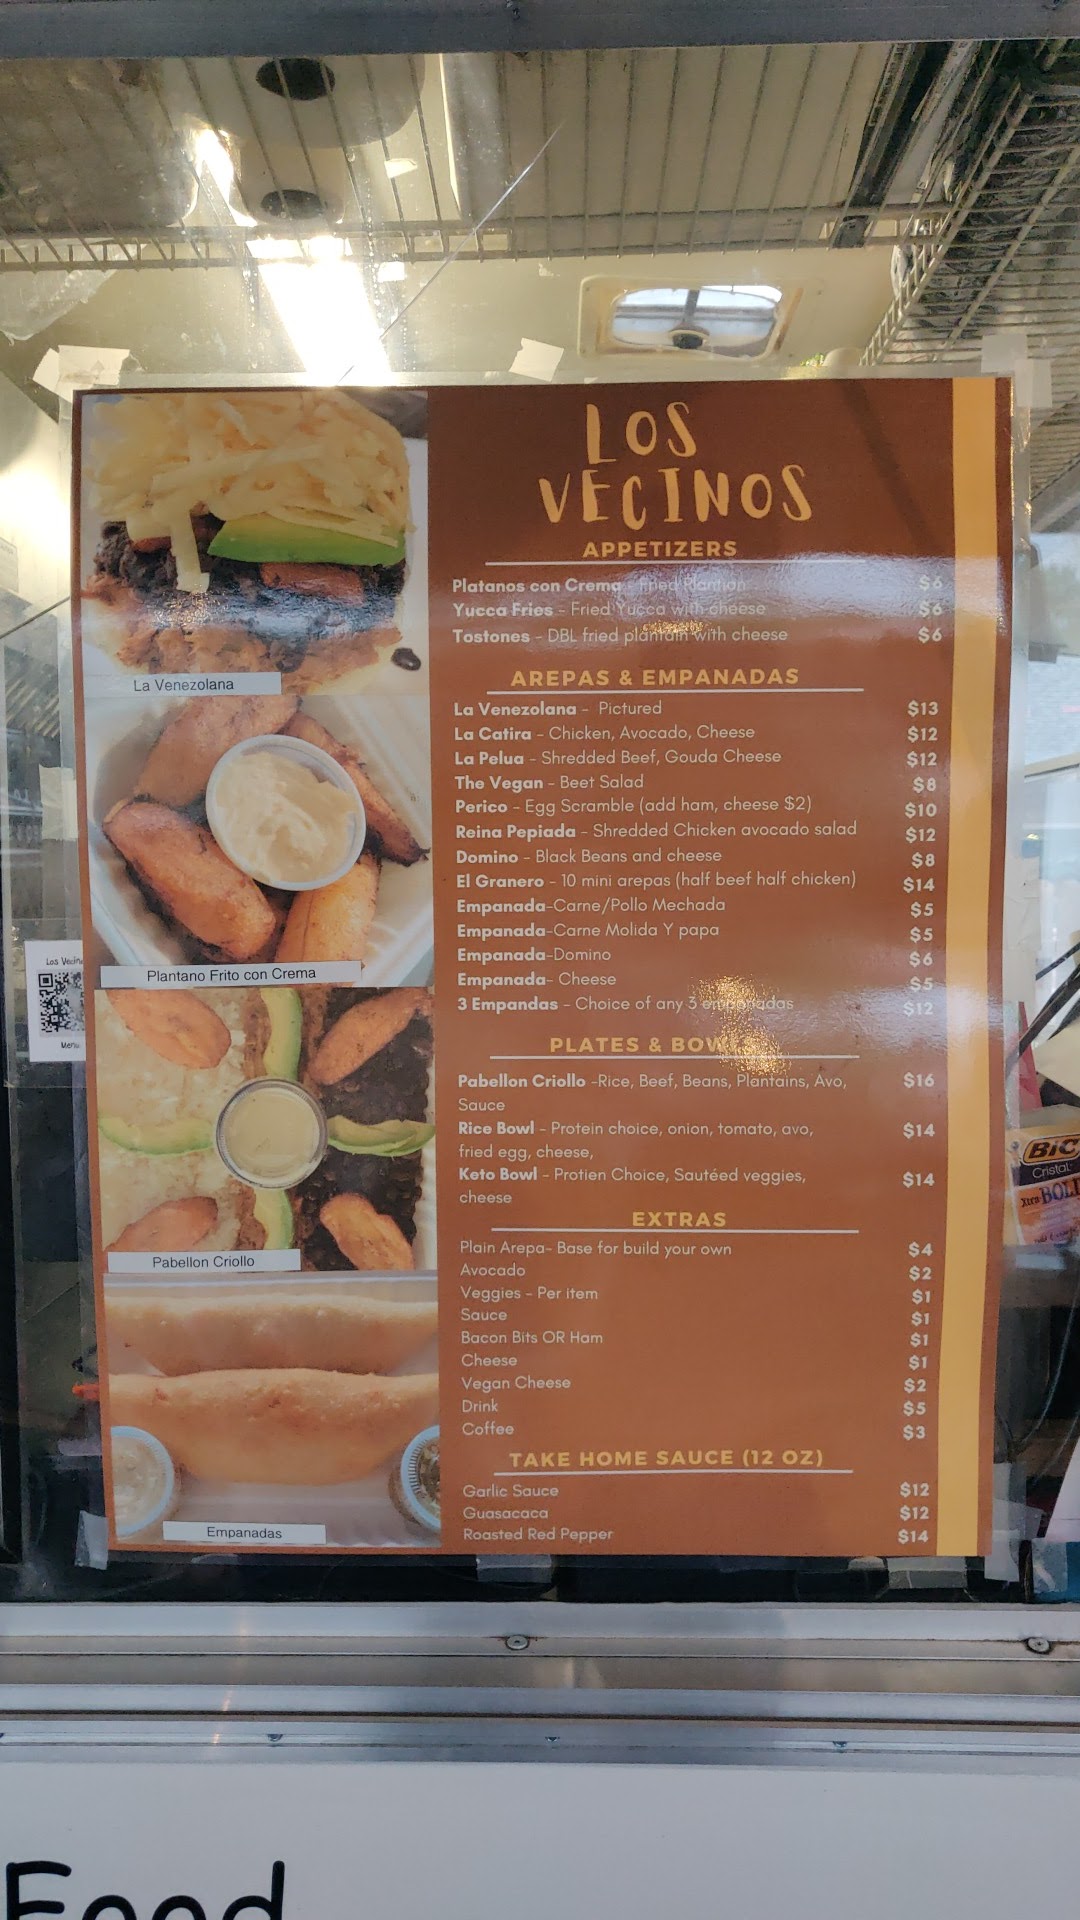 LOS
VECINOS
APPETIZERS
Platanos con Crema - Fried Plantian $6
Yucca Fries - Fried Yucca with cheese $6
Tostones - DBL fried plantain with cheese $6
AREPAS & EMPANADAS
La Venezolana - Pictured $13
La Catira - Chicken, Avocado, Cheese $12
La Pelua - Shredded Beef, Gouda Cheese $12
The Vegan - Beet Salad $8
Perico - Egg Scramble (add ham, cheese $2) $10
Reina Pepiada - Shredded Chicken avocado salad $12
Domino - Black Beans and cheese $8
El Granero - 10 mini arepas (half beef half chicken) $14
Empanada-Carne/Pollo Mechada $5
Empanada-Carne Molida Y papa $5
Empanada-Domino $6
Empanada- Cheese $5
3 Empandas - Choice of any 3 empanadas $12
PLATES & BOWLS
Pabellon Criollo -Rice, Beef, Beans, Plantains, Avo, $16
Sauce
Rice Bowl - Protein choice, onion, tomato, avo, $14
fried egg, cheese,
Keto Bowl - Protien Choice, Sautéed veggies, $14
cheese
EXTRAS
Plain Arepa- Base for build your own $4
Avocado $2
Veggies - Per item $1
Sauce $1
Bacon Bits OR Ham $1
Cheese $1
Vegan Cheese $2
Drink $5
Coffee $3
TAKE HOME SAUCE (12 OZ)
Garlic Sauce $12
Guasacaca $12
Roasted Red Pepper $14
La Venezolana
Plantano Frito con Crema
Pabellon Criollo
Empanadas
Los Vecin
Menu
BIC
Cristal
Xtra BOL
Food